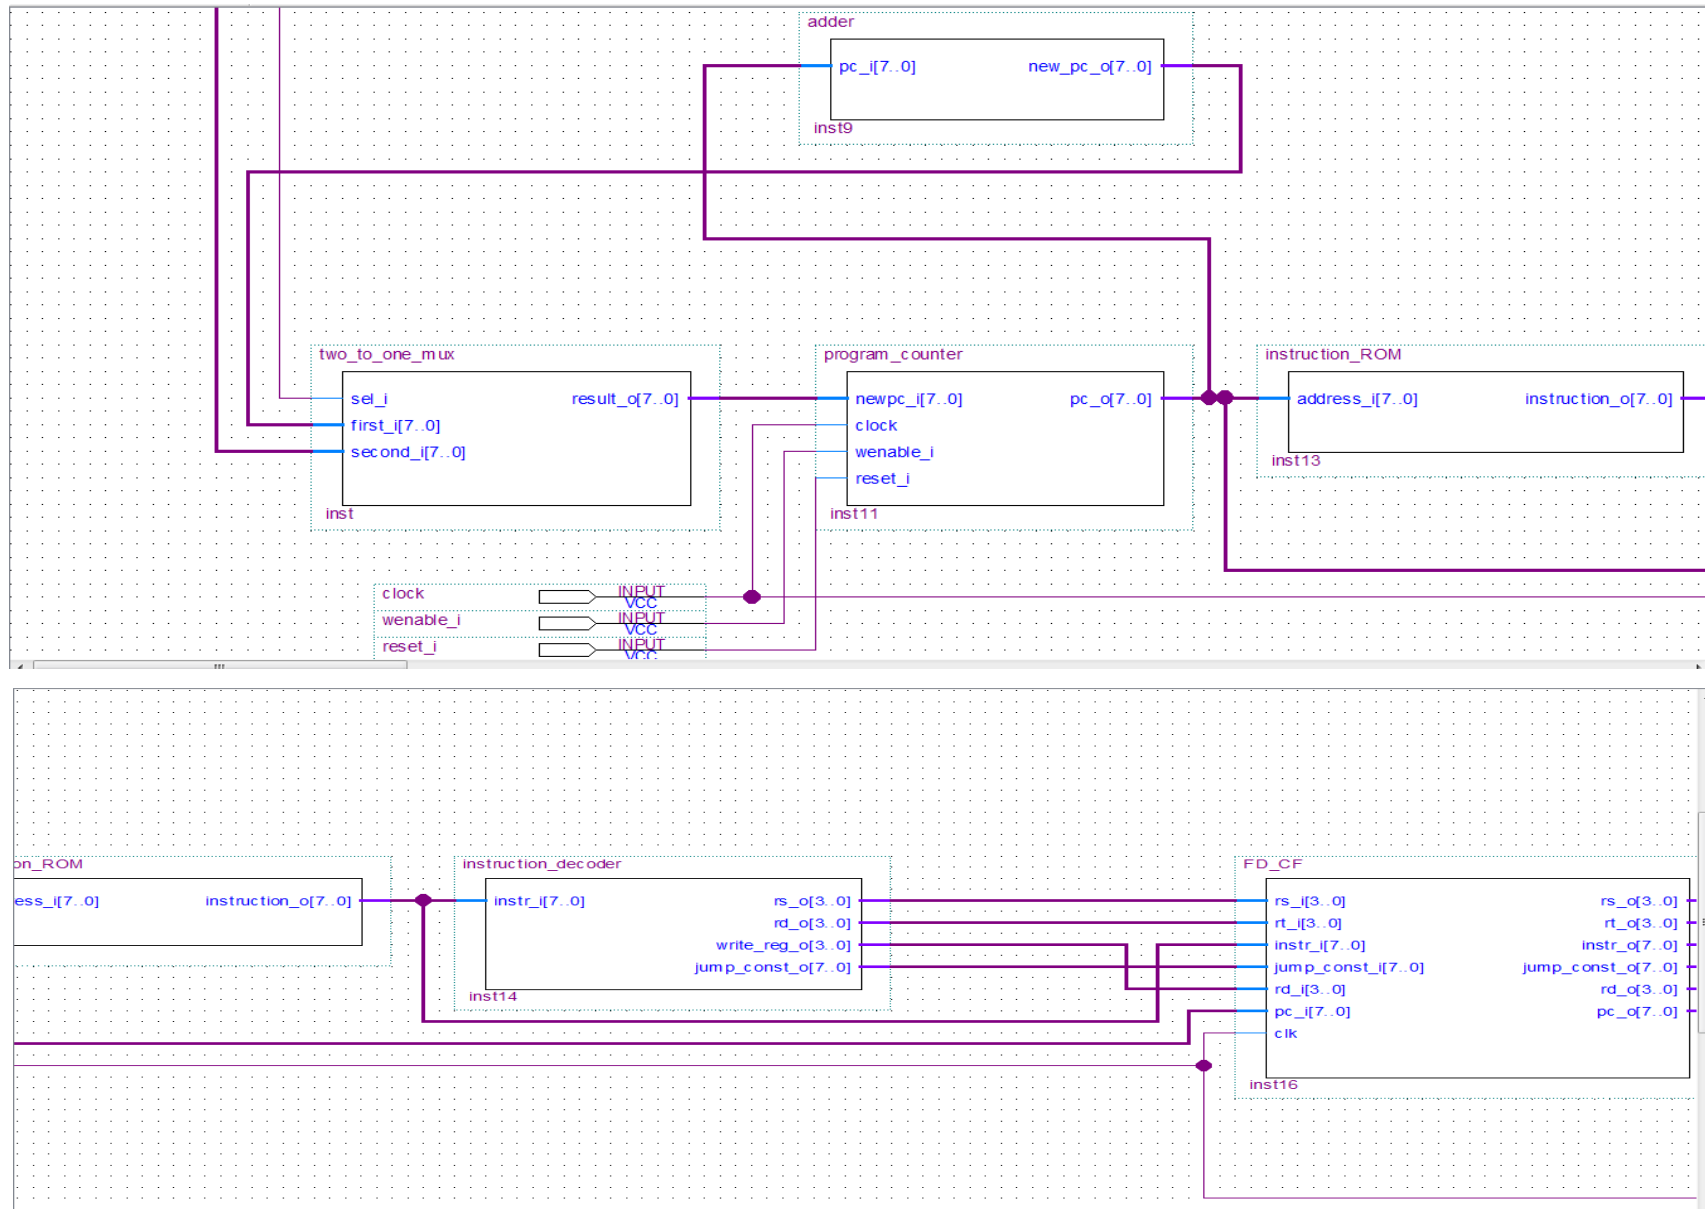 adder
pc_i[7..0] new_pc_o[7..0]
inst9
two_to_one_mux program_counter instruction_ROM
sel_i result_o[7..0] newpc_i[7..0] pc_o[7..0] address_i[7..0] instruction_o[7..0]
first_i[7..0] clock
second_i[7..0] wenable_i
inst13
reset_i
inst inst11
clock INPUT
VCC
wenable_i INPUT
VCC
reset_i INPUT
VCC
on_ROM instruction_decoder FD_CF
ess_i[7..0] instruction_o[7..0] instr_i[7..0] rs_o[3..0] rs_i[3..0] rs_o[3..0]
rd_o[3..0] rt_i[3..0] rt_o[3..0]
write_reg_o[3..0] instr_i[7..0] instr_o[7..0]
jump_const_o[7..0] jump_const_i[7..0] jump_const_o[7..0]
rd_i[3..0] rd_o[3..0]
inst14
pc_i[7..0] pc_o[7..0]
clk
inst16